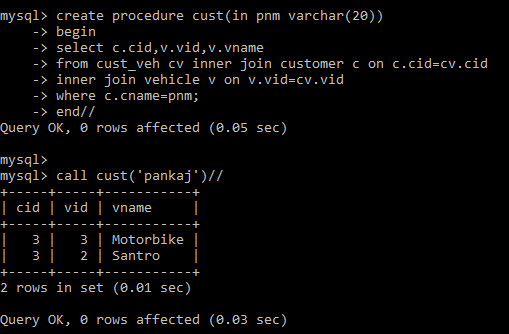 mysql> create procedure cust(in pnm varchar(20))
    -> begin
    -> select c.cid,v.vid,v.vname
    -> from cust_veh cv inner join customer c on c.cid=cv.cid
    -> inner join vehicle v on v.vid=cv.vid
    -> where c.cname=pnm;
    -> end//
Query OK, 0 rows affected (0.05 sec)

mysql>
mysql> call cust('pankaj')//
+-----+-----+-----------+
| cid | vid | vname     |
+-----+-----+-----------+
|   3 |   3 | Motorbike |
|   3 |   2 | Santro    |
+-----+-----+-----------+
2 rows in set (0.01 sec)

Query OK, 0 rows affected (0.03 sec)